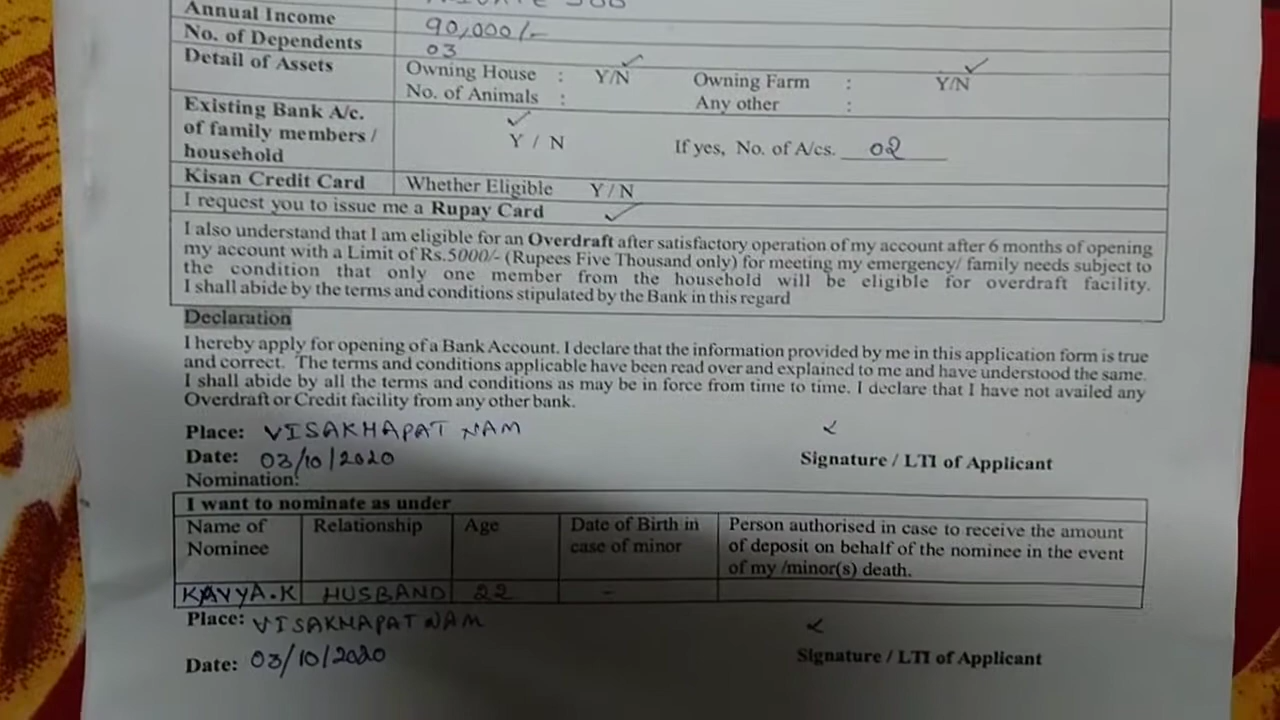 Annual Income 90,000/-
No. of Dependents 03
Detail of Assets Owning House : Y/N Owning Farm : Y/N
No. of Animals : Any other :
Existing Bank A/c. of family members / household Y / N If yes, No. of A/cs. 02
Kisan Credit Card Whether Eligible Y/N
I request you to issue me a Rupay Card
I also understand that I am eligible for an Overdraft after satisfactory operation of my account after 6 months of opening
my account with a Limit of Rs.5000/- (Rupees Five Thousand only) for meeting my emergency/ family needs subject to
the condition that only one member from the household will be eligible for overdraft facility.
I shall abide by the terms and conditions stipulated by the Bank in this regard
Declaration
I hereby apply for opening of a Bank Account. I declare that the information provided by me in this application form is true
and correct. The terms and conditions applicable have been read over and explained to me and have understood the same.
I shall abide by all the terms and conditions as may be in force from time to time. I declare that I have not availed any
Overdraft or Credit facility from any other bank.
Place: VISAKHAPATNAM
Date: 03/10/2020
Signature / LTI of Applicant
Nomination:
I want to nominate as under
Name of Nominee Relationship Age Date of Birth in case of minor Person authorised in case to receive the amount of deposit on behalf of the nominee in the event of my /minor(s) death.
KAVYA.K HUSBAND 22 -
Place: VISAKHAPATNAM
Date: 03/10/2020
Signature / LTI of Applicant